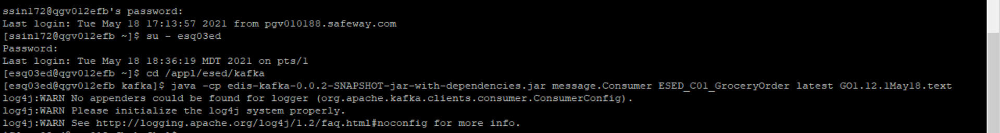 ssin172@qgv012efb's password:
Last login: Tue May 18 17:13:57 2021 from pgv010188.safeway.com
[ssin172@qgv012efb ~]$ su - esq03ed
Password:
Last login: Tue May 18 18:36:19 MDT 2021 on pts/1
[esq03ed@qgv012efb ~]$ cd /appl/esed/kafka
[esq03ed@qgv012efb kafka]$ java -cp edis-kafka-0.0.2-SNAPSHOT-jar-with-dependencies.jar message.Consumer ESED_C01_GroceryOrder latest GO1.12.1May18.text
log4j:WARN No appenders could be found for logger (org.apache.kafka.clients.consumer.ConsumerConfig).
log4j:WARN Please initialize the log4j system properly.
log4j:WARN See http://logging.apache.org/log4j/1.2/faq.html#noconfig for more info.